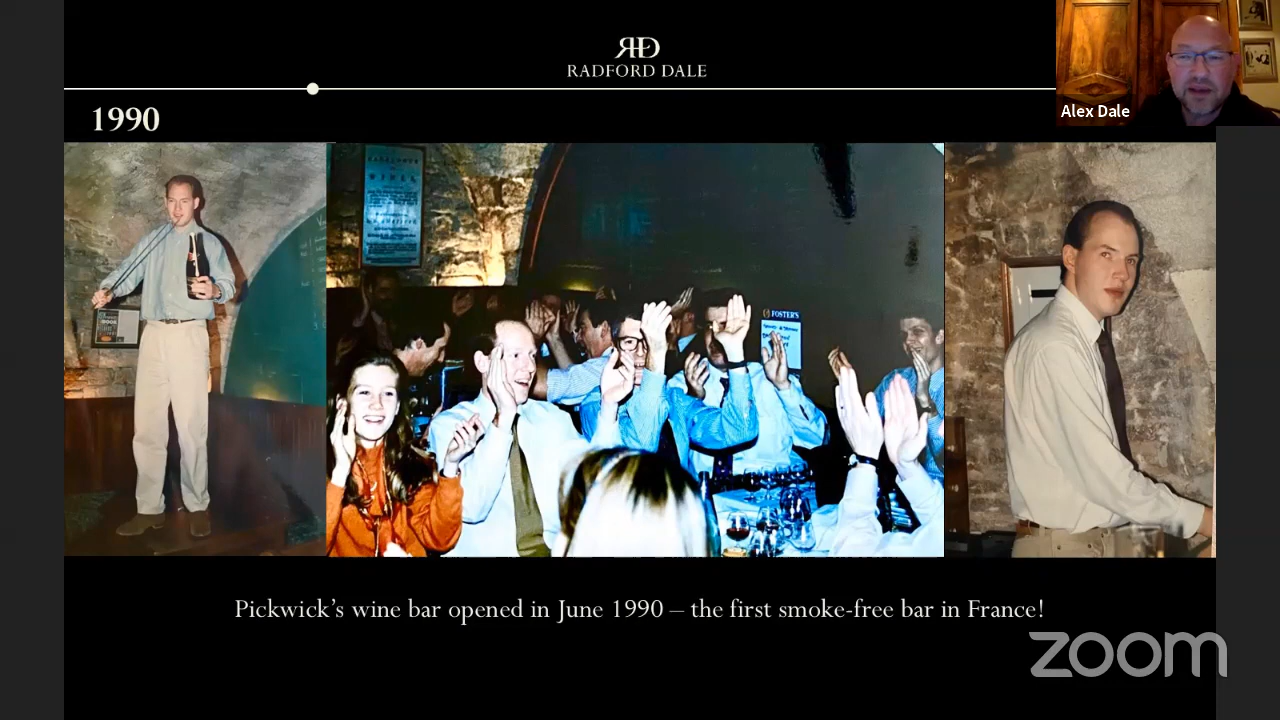 RD
RADFORD DALE
Alex Dale
1990
FOSTER'S
Pickwick's wine bar opened in June 1990 – the first smoke-free bar in France!
zoom